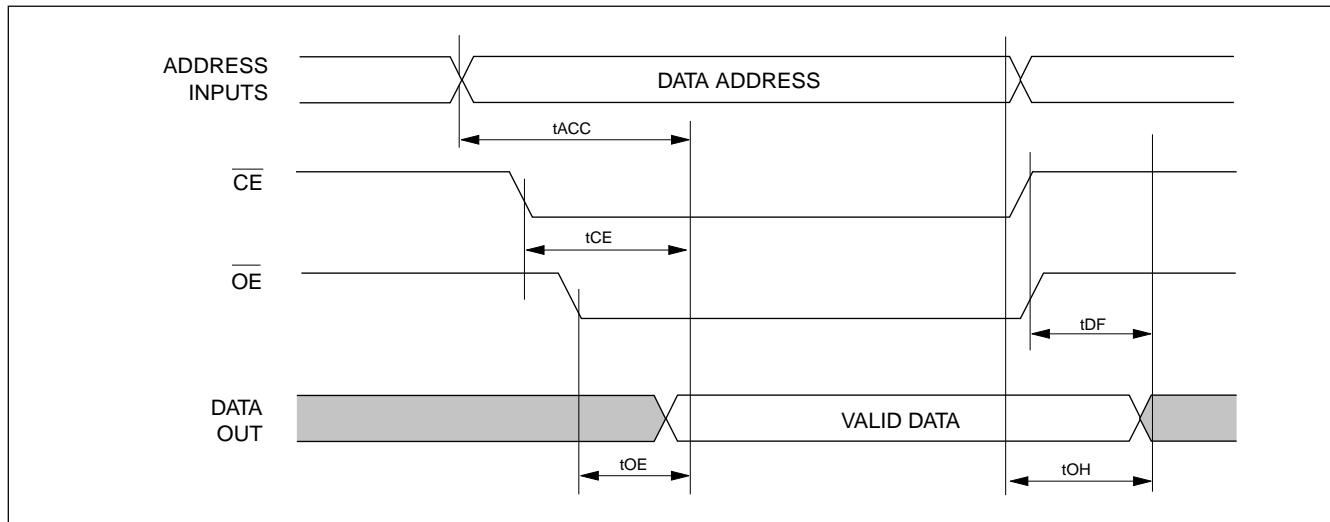 ADDRESS
INPUTS
DATA ADDRESS
tACC
CE
tCE
OE
tDF
DATA
OUT
VALID DATA
tOE
tOH